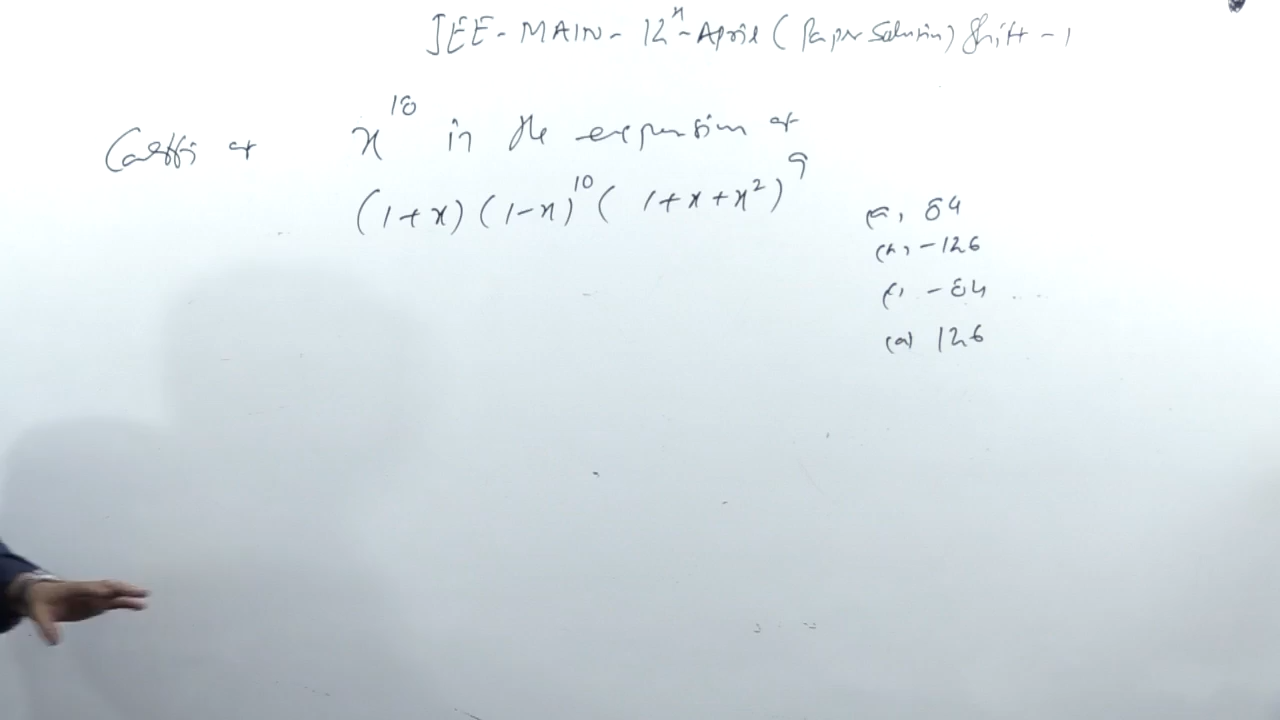 JEE-MAIN-12th-April (Paper Solution) Shift-1
Coeffi of x^18 in the expansion of
(1+x)(1-x)^10(1+x+x^2)^9
(a) 84
(b) -126
(c) -84
(d) 126